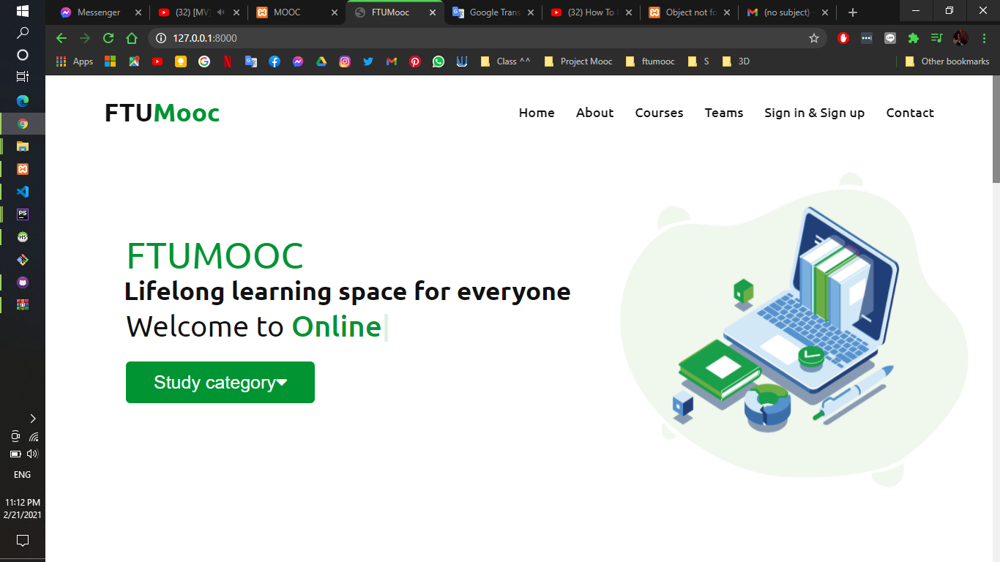 Messenger
(32) [MV]
MOOC
FTUMooc
Google Trans
(32) How To
Object not fo
(no subject) -
127.0.0.1:8000
Apps
Class ^^
Project Mooc
ftumooc
S
3D
Other bookmarks
FTUMooc
Home
About
Courses
Teams
Sign in & Sign up
Contact
FTUMOOC
Lifelong learning space for everyone
Welcome to Online
Study category
PS
HS
ENG
11:12 PM
2/21/2021